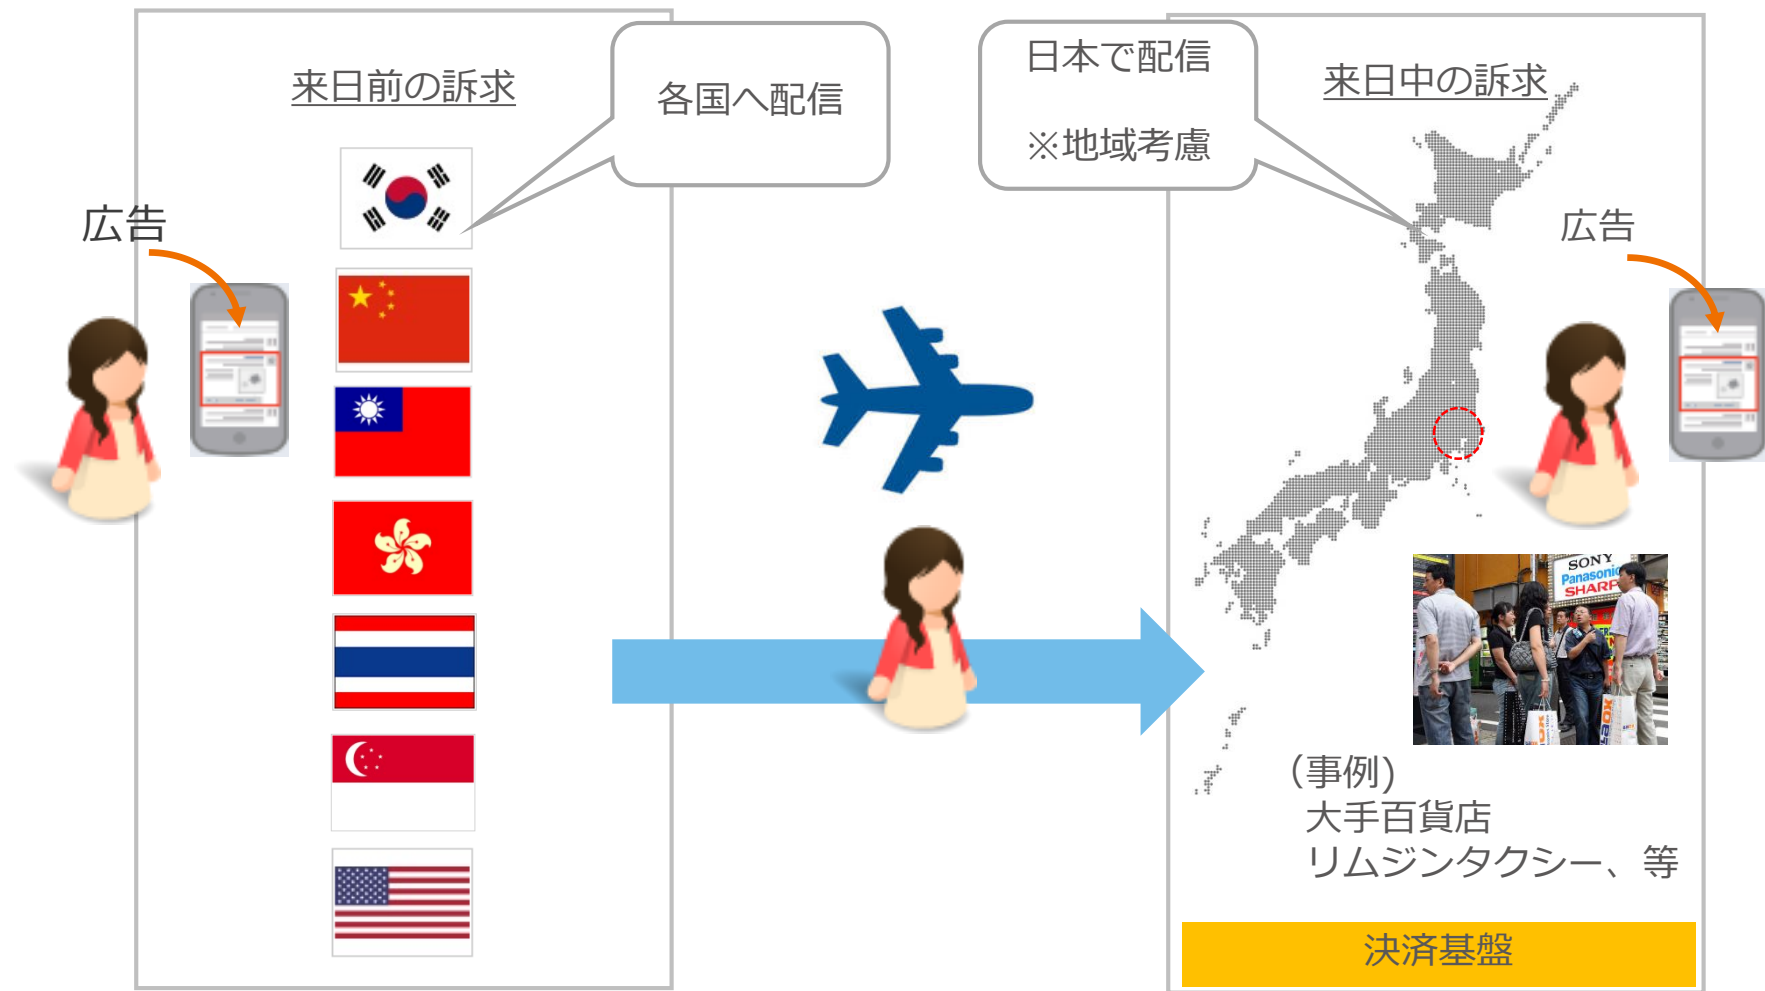 来日前の訴求
各国へ配信
広告
日本で配信
※地域考慮
来日中の訴求
広告
SONY
Panasonic
SHARP
（事例)
大手百貨店
リムジンタクシー、等
決済基盤